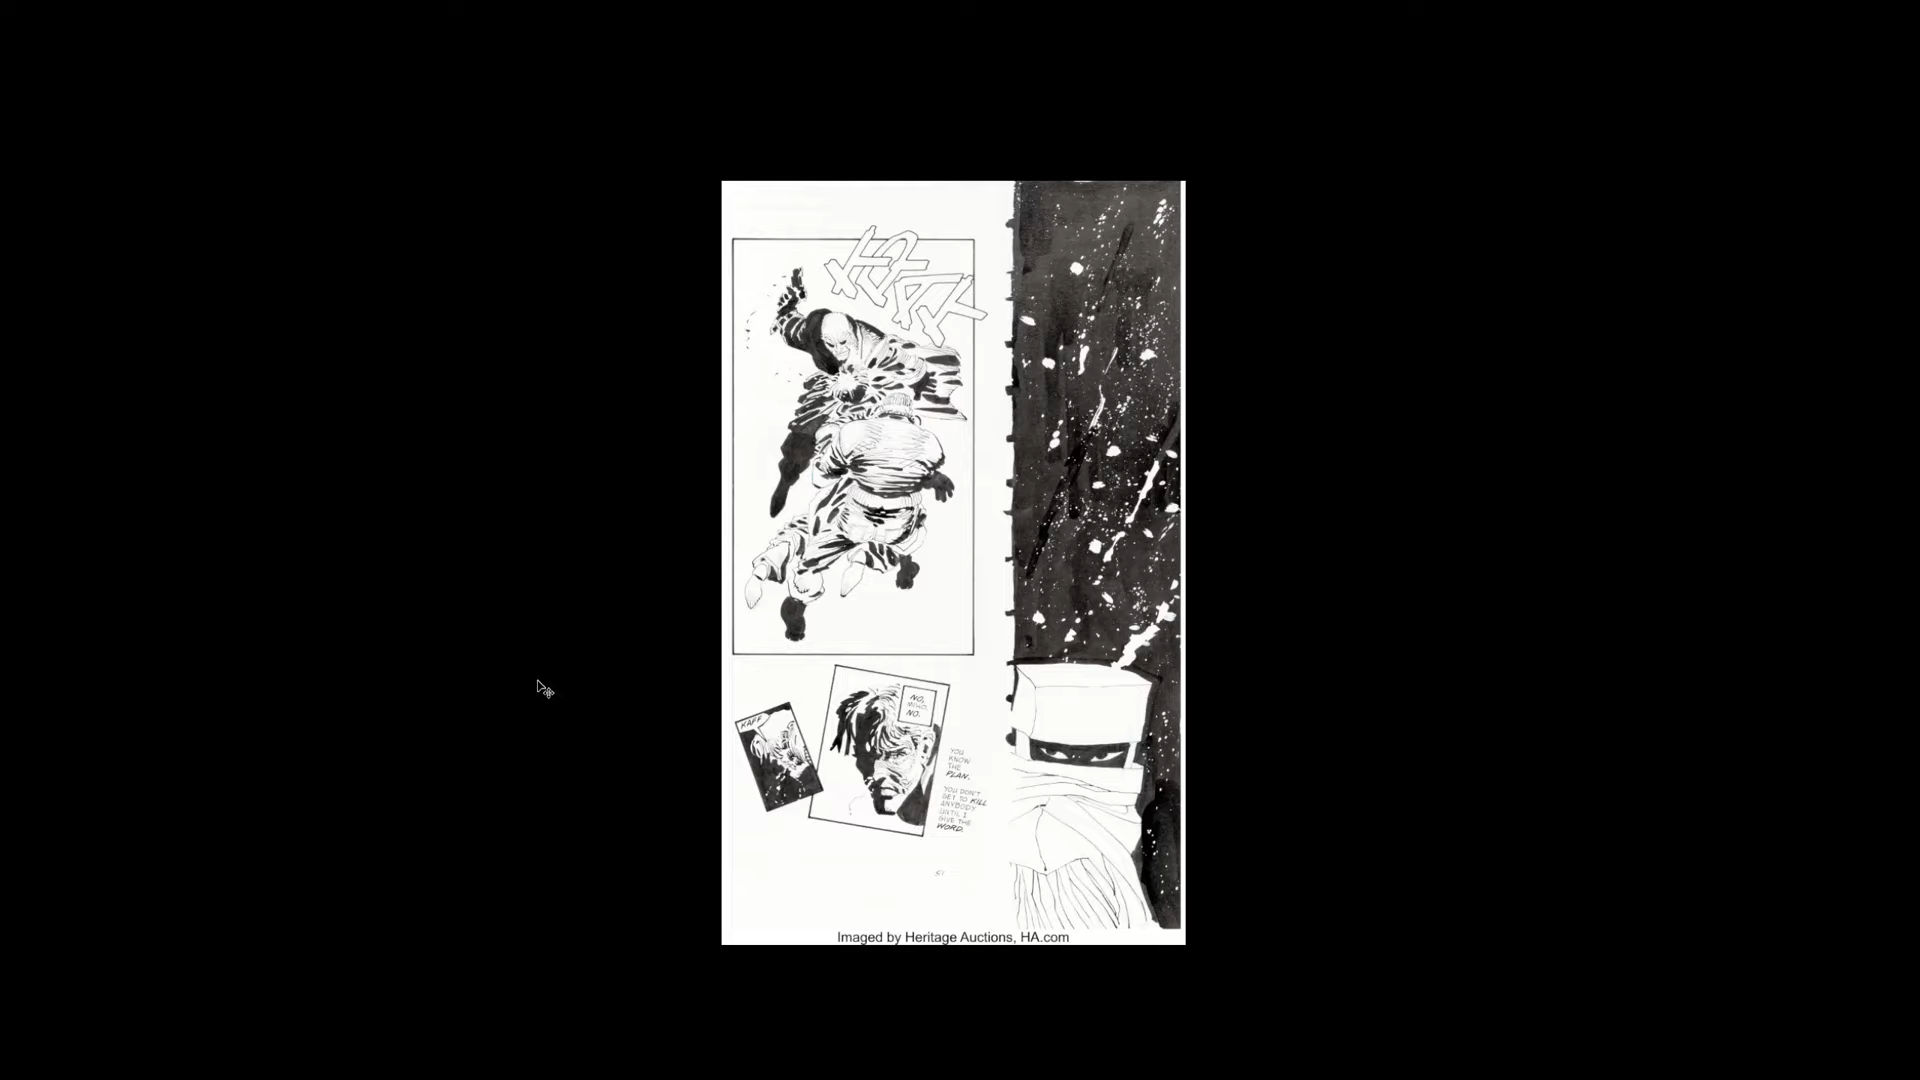 KRAK
KAFF
NO,
MIHO.
NO.
YOU
KNOW
THE
PLAN.
YOU DON'T
GET TO KILL
ANYBODY
UNTIL I
GIVE THE
WORD.
Imaged by Heritage Auctions, HA.com